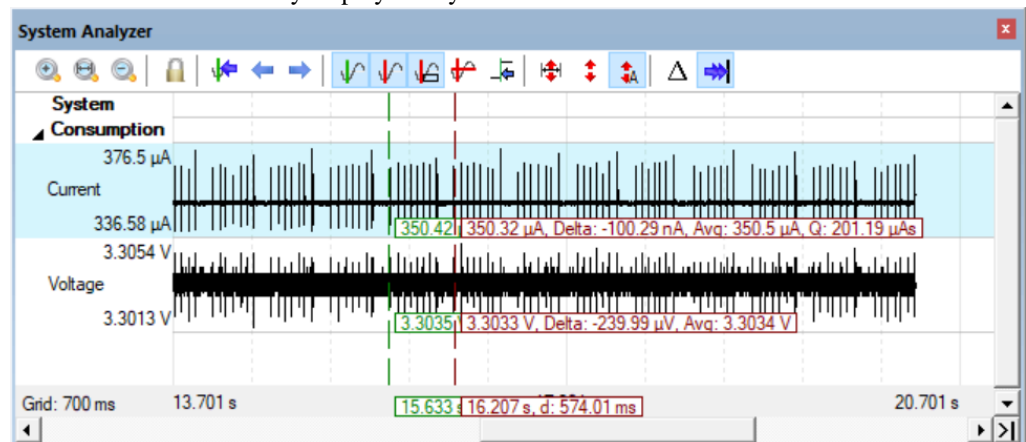 System Analyzer
System
Consumption
376.5 µA
Current
336.58 µA
350.42 350.32 µA, Delta: -100.29 nA, Avg: 350.5 µA, Q: 201.19 µAs
3.3054 V
Voltage
3.3013 V
3.3035 3.3033 V, Delta: -239.99 µV, Avg: 3.3034 V
Grid: 700 ms 13.701 s 15.633 s 16.207 s, d: 574.01 ms 20.701 s